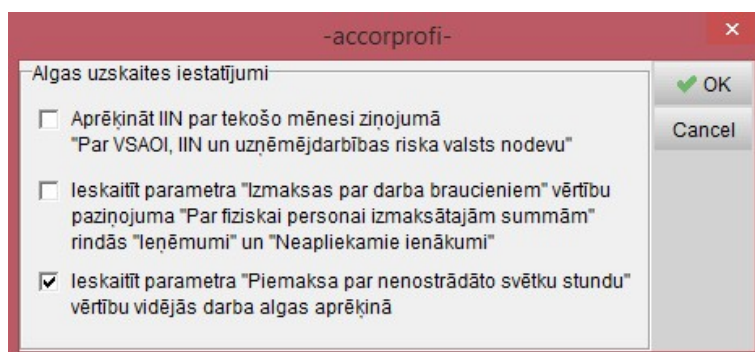 -accorprofi-
Algas uzskaites iestatījumi
Aprēķināt IIN par tekošo mēnesi ziņojumā
"Par VSAOI, IIN un uzņēmējdarbības riska valsts nodevu"
Ieskaitīt parametra "Izmaksas par darba braucieniem" vērtību
paziņojuma "Par fiziskai personai izmaksātajām summām"
rindās "Ieņēmumi" un "Neapliekamie ienākumi"
Ieskaitīt parametra "Piemaksa par nenostrādāto svētku stundu"
vērtību vidējās darba algas aprēķinā
OK
Cancel